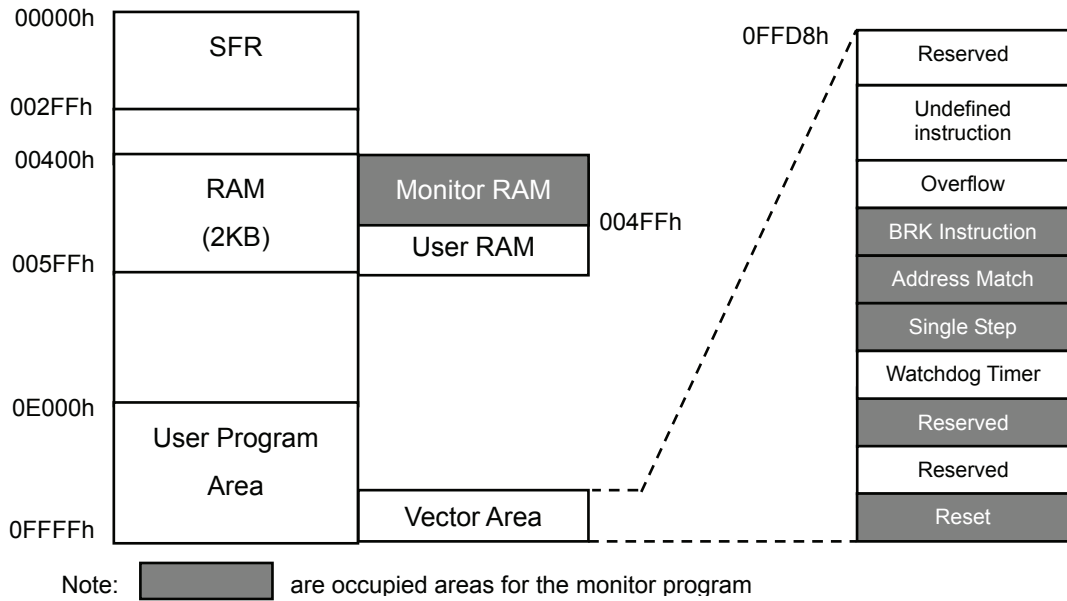 00000h
SFR
002FFh
00400h
RAM
(2KB)
005FFh
Monitor RAM
004FFh
User RAM
0E000h
User Program
Area
0FFFFh
Vector Area
0FFD8h
Reserved
Undefined
instruction
Overflow
BRK Instruction
Address Match
Single Step
Watchdog Timer
Reserved
Reserved
Reset
Note: are occupied areas for the monitor program